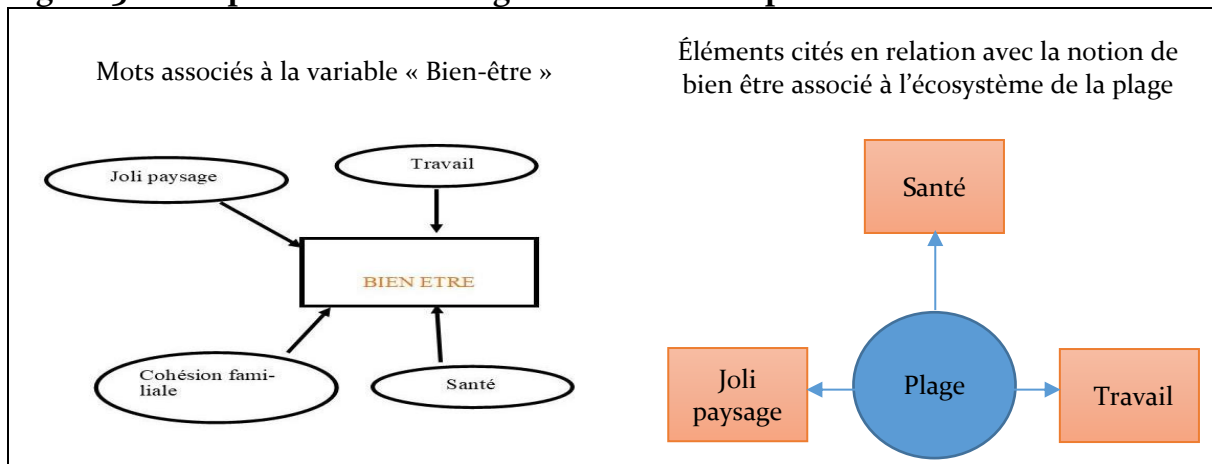 Mots associés à la variable « Bien-être »
Joli paysage
Travail
BIEN ETRE
Cohésion fami-
liale
Santé
Éléments cités en relation avec la notion de
bien être associé à l'écosystème de la plage
Santé
Joli
paysage
Plage
Travail